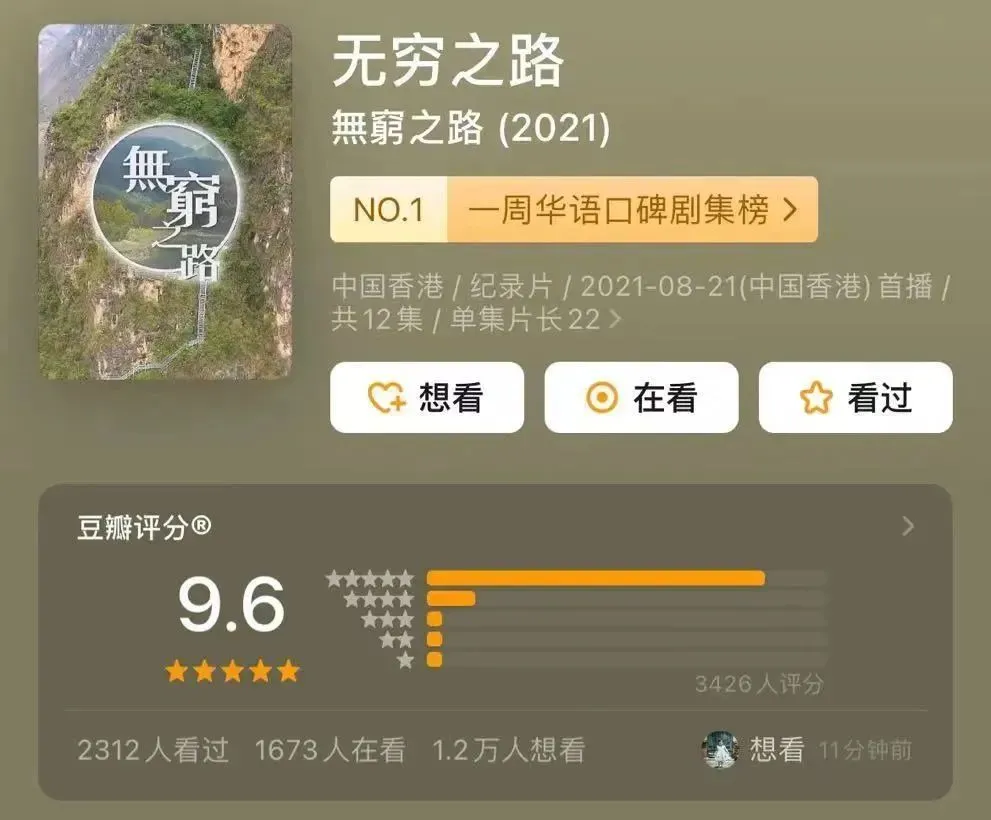 無窮之路
无穷之路
無窮之路 (2021)
NO.1 一周华语口碑剧集榜
中国香港 / 纪录片 / 2021-08-21(中国香港) 首播 /
共12集 / 单集片长22
想看 在看 看过
豆瓣评分®
9.6
3426人评分
2312人看过 1673人在看 1.2万人想看 想看 11分钟前